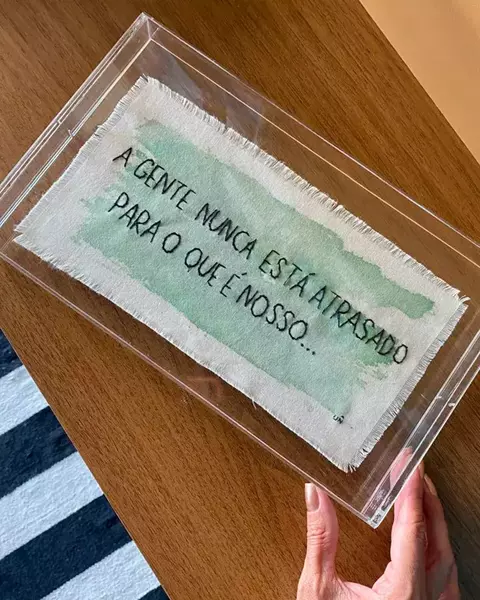 A GENTE NUNCA ESTÁ ATRASADO
PARA O QUE É NOSSO...